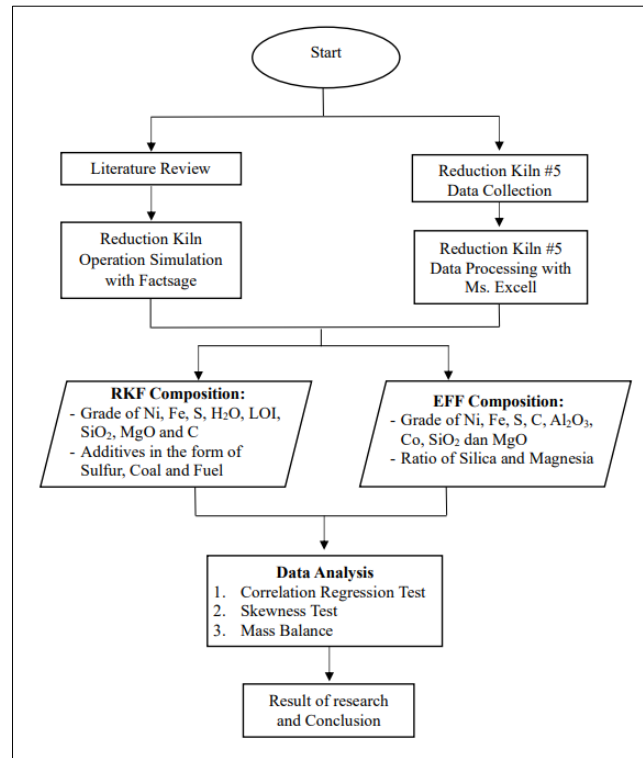 Start
Literature Review
Reduction Kiln #5
Data Collection
Reduction Kiln
Operation Simulation
with Factsage
Reduction Kiln #5
Data Processing with
Ms. Excell
RKF Composition:
- Grade of Ni, Fe, S, H₂O, LOI,
SiO₂, MgO and C
- Additives in the form of
Sulfur, Coal and Fuel
EFF Composition:
- Grade of Ni, Fe, S, C, Al₂O₃,
Co, SiO₂ dan MgO
- Ratio of Silica and Magnesia
Data Analysis
1. Correlation Regression Test
2. Skewness Test
3. Mass Balance
Result of research
and Conclusion